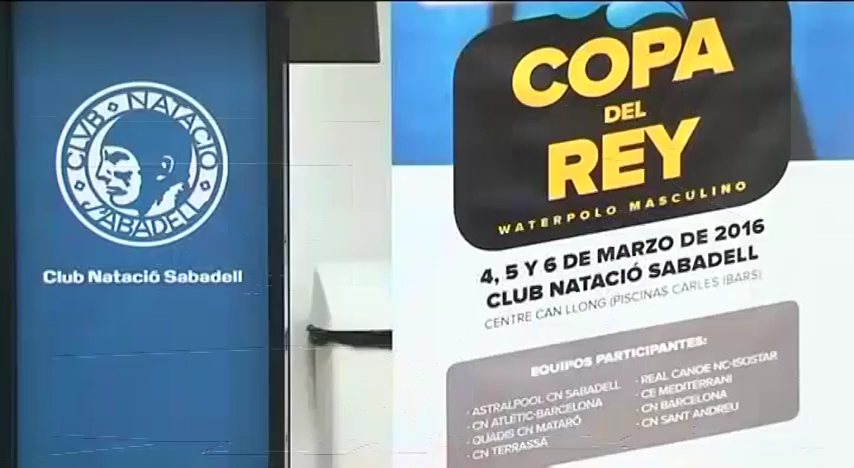 CLVB · NATACIO
SABADELL
Club Natació Sabadell
COPA
DEL
REY
WATERPOLO MASCULINO
4, 5 Y 6 DE MARZO DE 2016
CLUB NATACIÓ SABADELL
CENTRE CAN LLONG (PISCINAS CARLES IBARS)
EQUIPOS PARTICIPANTES:
· ASTRALPOOL CN SABADELL
· CN ATLÈTIC-BARCELONA
· QUADIS CN MATARÓ
· CN TERRASSA
· REAL CANOE NC-ISOSTAR
· CE MEDITERRANI
· CN BARCELONA
· CN SANT ANDREU